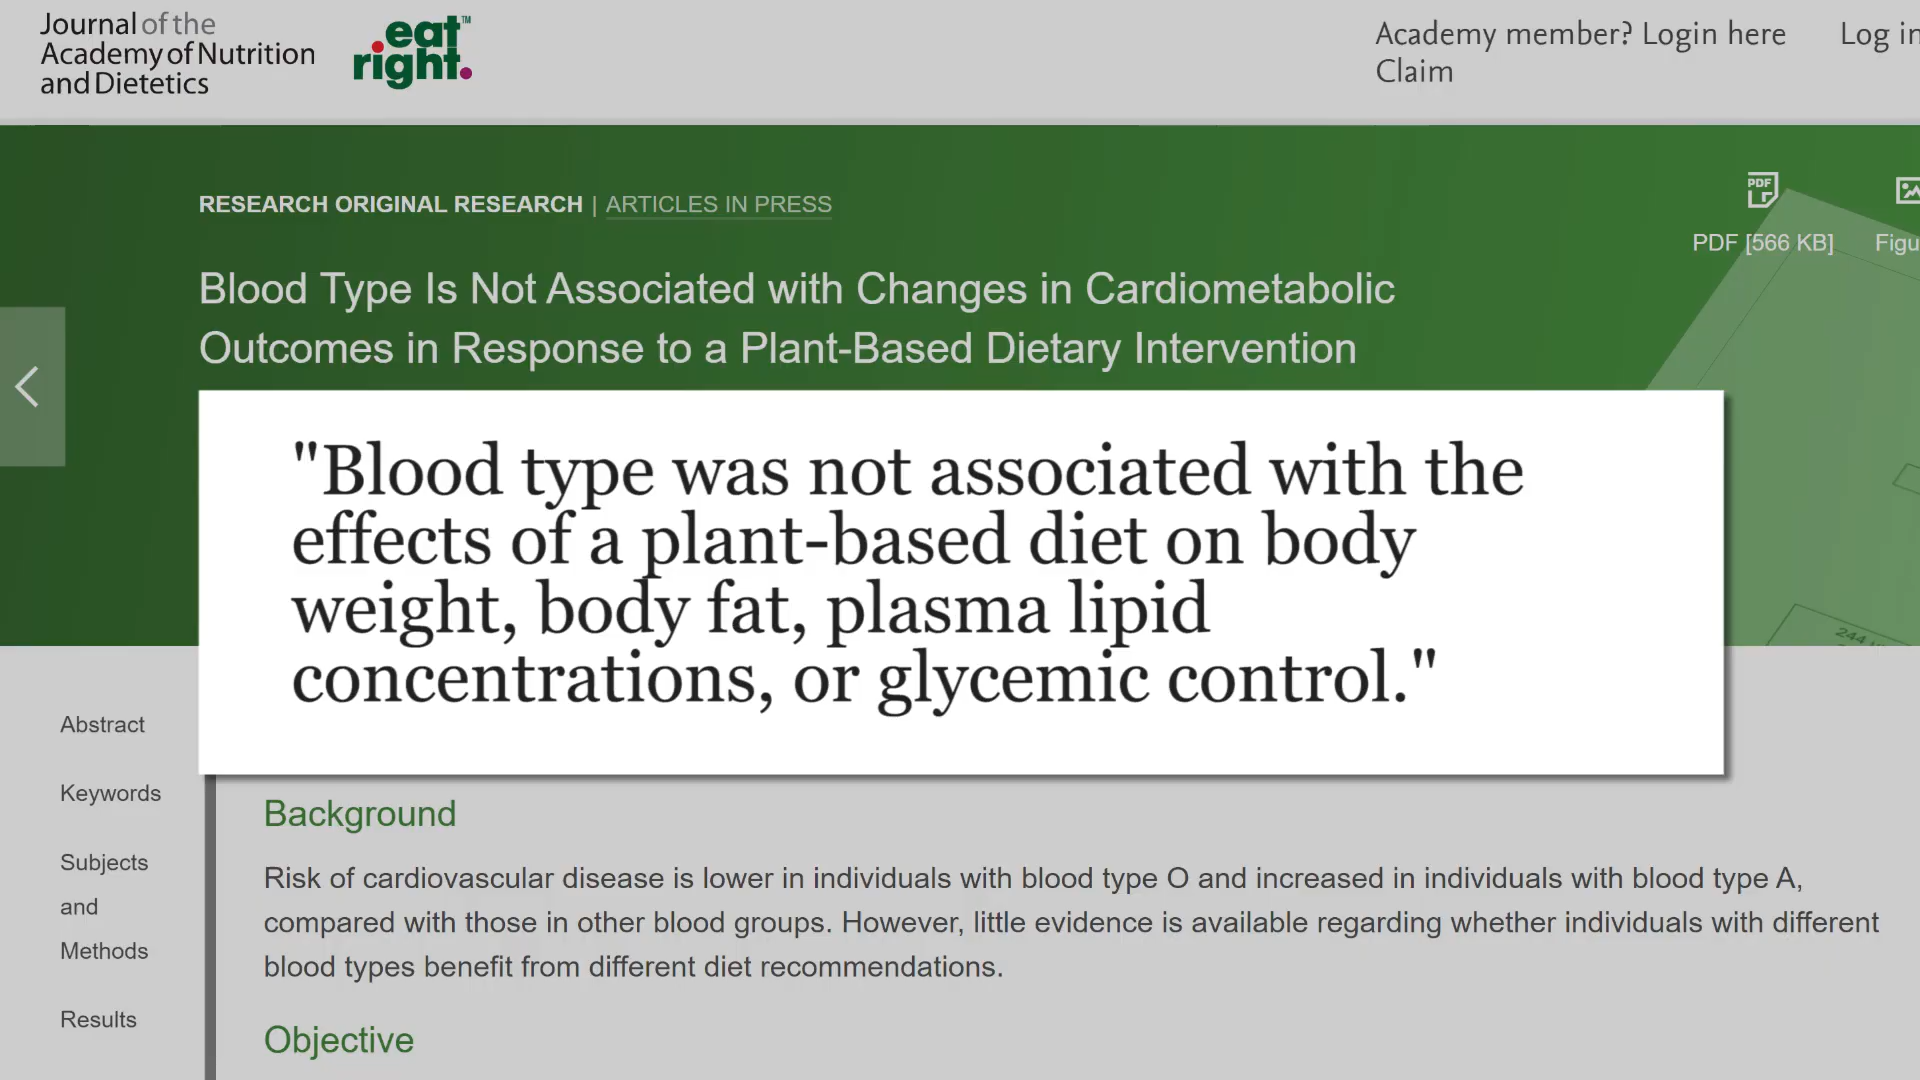 Journal of the
Academy of Nutrition
and Dietetics
eat
right.
TM
Academy member? Login here
Log in
Claim
RESEARCH ORIGINAL RESEARCH | ARTICLES IN PRESS
PDF
PDF [566 KB]
Figu
Blood Type Is Not Associated with Changes in Cardiometabolic
Outcomes in Response to a Plant-Based Dietary Intervention
"Blood type was not associated with the
effects of a plant-based diet on body
weight, body fat, plasma lipid
concentrations, or glycemic control."
Abstract
Keywords
Subjects
and
Methods
Results
Background
Risk of cardiovascular disease is lower in individuals with blood type O and increased in individuals with blood type A,
compared with those in other blood groups. However, little evidence is available regarding whether individuals with different
blood types benefit from different diet recommendations.
Objective